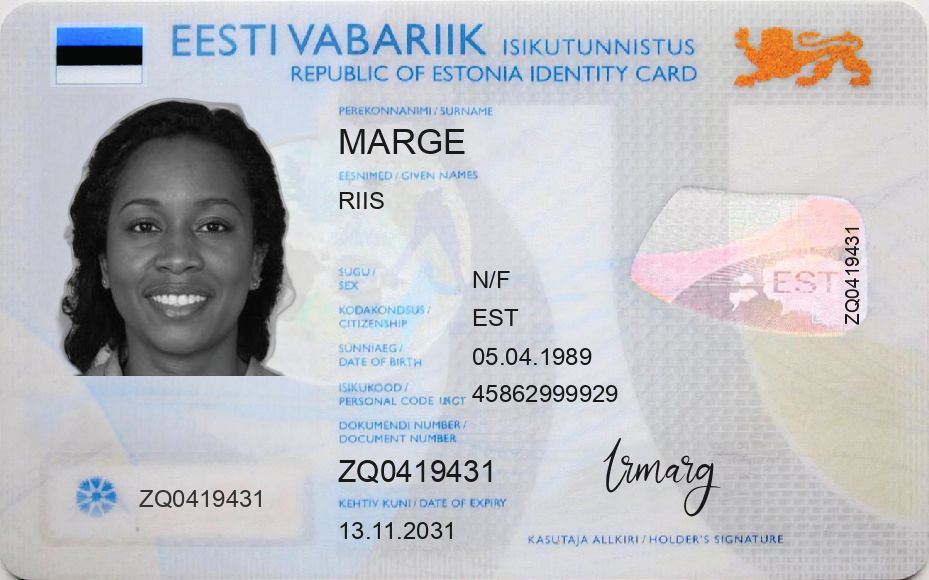 EESTI VABARIIK ISIKUTUNNISTUS
REPUBLIC OF ESTONIA IDENTITY CARD
PEREKONNANIMI / SURNAME
MARGE
EESNIMED / GIVEN NAMES
RIIS
SUGU /
SEX
N/F
KODAKONDSUS /
CITIZENSHIP
EST
SÜNNIAEG /
DATE OF BIRTH
05.04.1989
ISIKUKOOD /
PERSONAL CODE
45862999929
DOKUMENDI NUMBER /
DOCUMENT NUMBER
ZQ0419431
KEHTIV KUNI / DATE OF EXPIRY
13.11.2031
ZQ0419431
EST
ZQ0419431
KASUTAJA ALLKIRI / HOLDER'S SIGNATURE